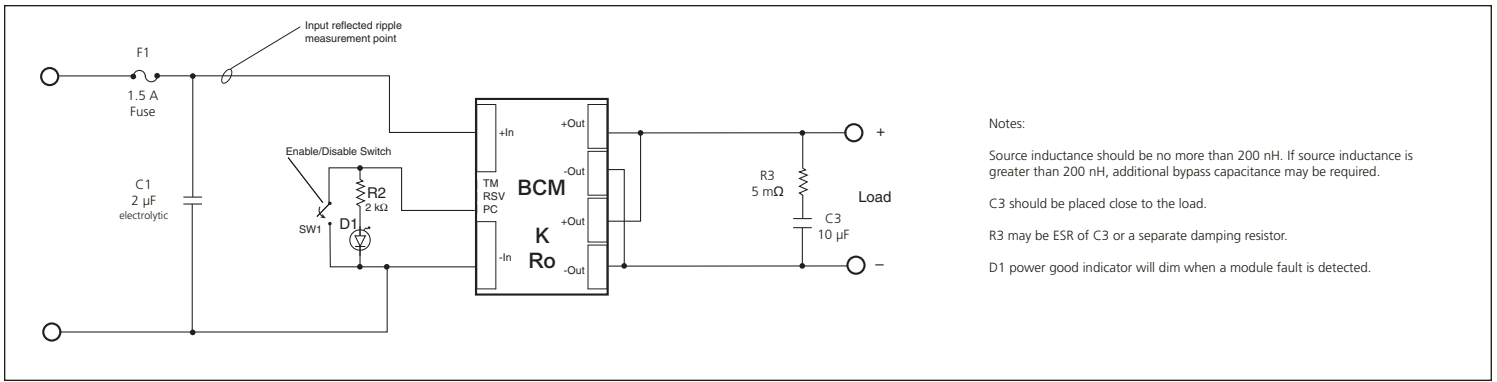 Input reflected ripple
measurement point
F1
1.5 A
Fuse
C1
2 µF
electrolytic
Enable/Disable Switch
SW1
R2
2 kΩ
D1
+In
TM
RSV
PC
-In
BCM
K
Ro
+Out
-Out
+Out
-Out
R3
5 mΩ
C3
10 µF
+
Load
–
Notes:
Source inductance should be no more than 200 nH. If source inductance is
greater than 200 nH, additional bypass capacitance may be required.
C3 should be placed close to the load.
R3 may be ESR of C3 or a separate damping resistor.
D1 power good indicator will dim when a module fault is detected.